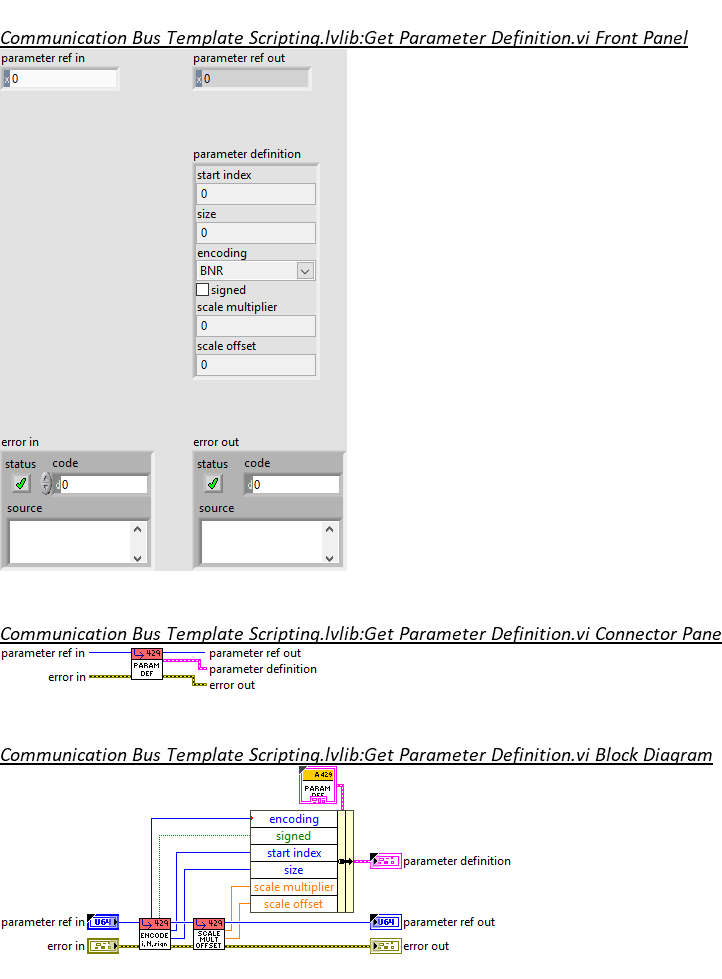 Communication Bus Template Scripting.lvlib:Get Parameter Definition.vi Front Panel
parameter ref in parameter ref out
x 0 x 0
parameter definition
start index
0
size
0
encoding
BNR
signed
scale multiplier
0
scale offset
0
error in error out
status code status code
d 0 d 0
source source
Communication Bus Template Scripting.lvlib:Get Parameter Definition.vi Connector Pane
parameter ref in 429 parameter ref out
PARAM parameter definition
error in DEF error out
Communication Bus Template Scripting.lvlib:Get Parameter Definition.vi Block Diagram
A429
PARAM
encoding
signed
start index
size parameter definition
scale multiplier
scale offset
parameter ref in U64 429 429 U64 parameter ref out
ENCODE SCALE
error in i,N,sign MULT error out
OFFSET